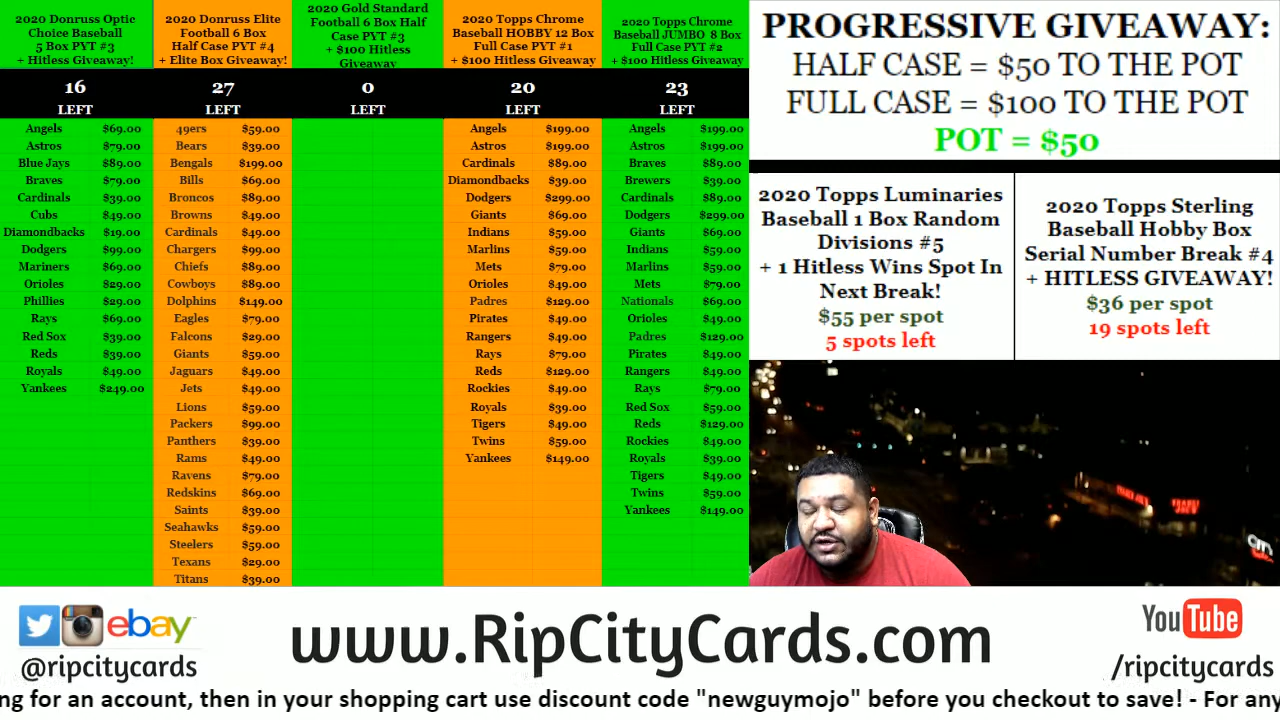 2020 Donruss Optic
Choice Baseball
5 Box PYT #3
+ Hitless Giveaway!
16
LEFT
Angels $69.00
Astros $79.00
Blue Jays $89.00
Braves $79.00
Cardinals $39.00
Cubs $49.00
Diamondbacks $19.00
Dodgers $99.00
Mariners $69.00
Orioles $29.00
Phillies $29.00
Rays $69.00
Red Sox $39.00
Reds $39.00
Royals $49.00
Yankees $249.00
2020 Donruss Elite
Football 6 Box
Half Case PYT #4
+ Elite Box Giveaway!
27
LEFT
49ers $59.00
Bears $39.00
Bengals $199.00
Bills $69.00
Broncos $89.00
Browns $49.00
Cardinals $49.00
Chargers $99.00
Chiefs $89.00
Cowboys $89.00
Dolphins $149.00
Eagles $79.00
Falcons $29.00
Giants $59.00
Jaguars $49.00
Jets $49.00
Lions $59.00
Packers $99.00
Panthers $39.00
Rams $49.00
Ravens $79.00
Redskins $69.00
Saints $39.00
Seahawks $59.00
Steelers $59.00
Texans $29.00
Titans $39.00
2020 Gold Standard
Football 6 Box Half
Case PYT #3
+ $100 Hitless
Giveaway
0
LEFT
2020 Topps Chrome
Baseball HOBBY 12 Box
Full Case PYT #1
+ $100 Hitless Giveaway
20
LEFT
Angels $199.00
Astros $199.00
Cardinals $89.00
Diamondbacks $39.00
Dodgers $299.00
Giants $69.00
Indians $59.00
Marlins $59.00
Mets $79.00
Orioles $49.00
Padres $129.00
Pirates $49.00
Rangers $49.00
Rays $79.00
Reds $129.00
Rockies $49.00
Royals $39.00
Tigers $49.00
Twins $59.00
Yankees $149.00
2020 Topps Chrome
Baseball JUMBO 8 Box
Full Case PYT #2
+ $100 Hitless Giveaway
23
LEFT
Angels $199.00
Astros $199.00
Braves $89.00
Brewers $39.00
Cardinals $89.00
Dodgers $299.00
Giants $69.00
Indians $59.00
Marlins $59.00
Mets $79.00
Nationals $69.00
Orioles $49.00
Padres $129.00
Pirates $49.00
Rangers $49.00
Rays $79.00
Red Sox $59.00
Reds $129.00
Rockies $49.00
Royals $39.00
Tigers $49.00
Twins $59.00
Yankees $149.00
PROGRESSIVE GIVEAWAY:
HALF CASE = $50 TO THE POT
FULL CASE = $100 TO THE POT
POT = $50
2020 Topps Luminaries
Baseball 1 Box Random
Divisions #5
+ 1 Hitless Wins Spot In
Next Break!
$55 per spot
5 spots left
2020 Topps Sterling
Baseball Hobby Box
Serial Number Break #4
+ HITLESS GIVEAWAY!
$36 per spot
19 spots left
ebay
@ripcitycards
www.RipCityCards.com
YouTube
/ripcitycards
ng for an account, then in your shopping cart use discount code "newguymojo" before you checkout to save! - For any